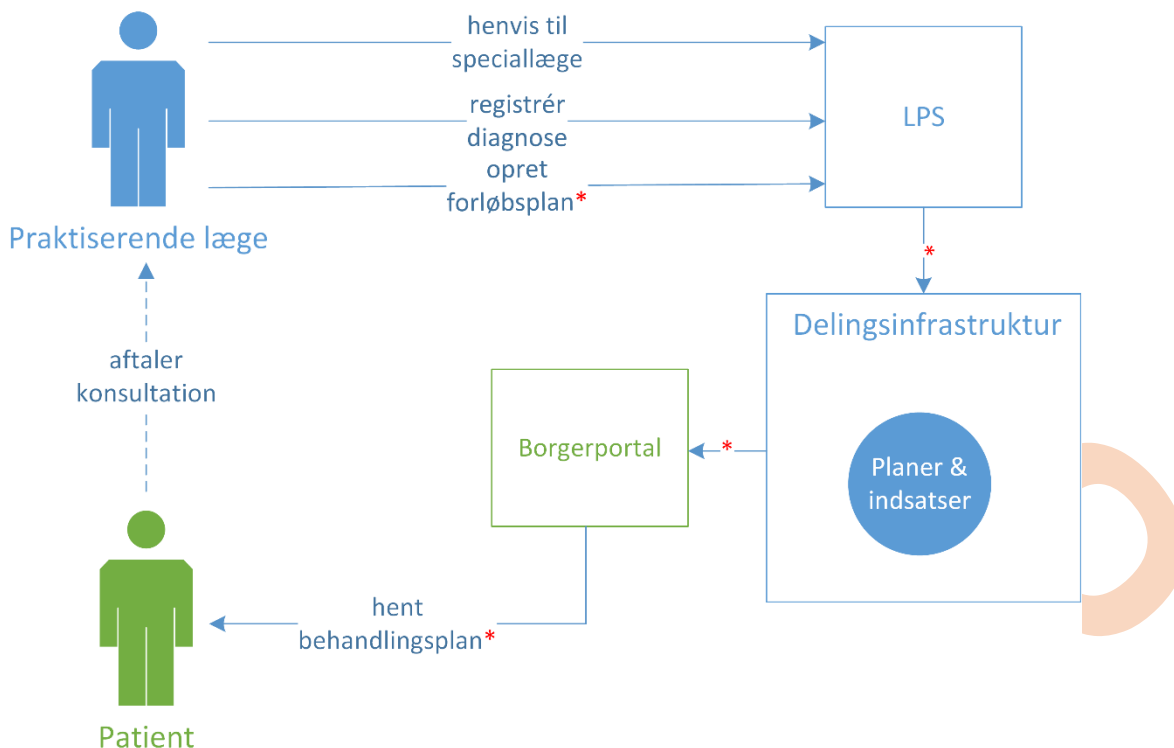 henvis til
speciallæge
registrér
diagnose
opret
forløbsplan*
LPS
Praktiserende læge
*
Delingsinfrastruktur
aftaler
konsultation
Borgerportal
*
Planer &
indsatser
hent
behandlingsplan*
Patient